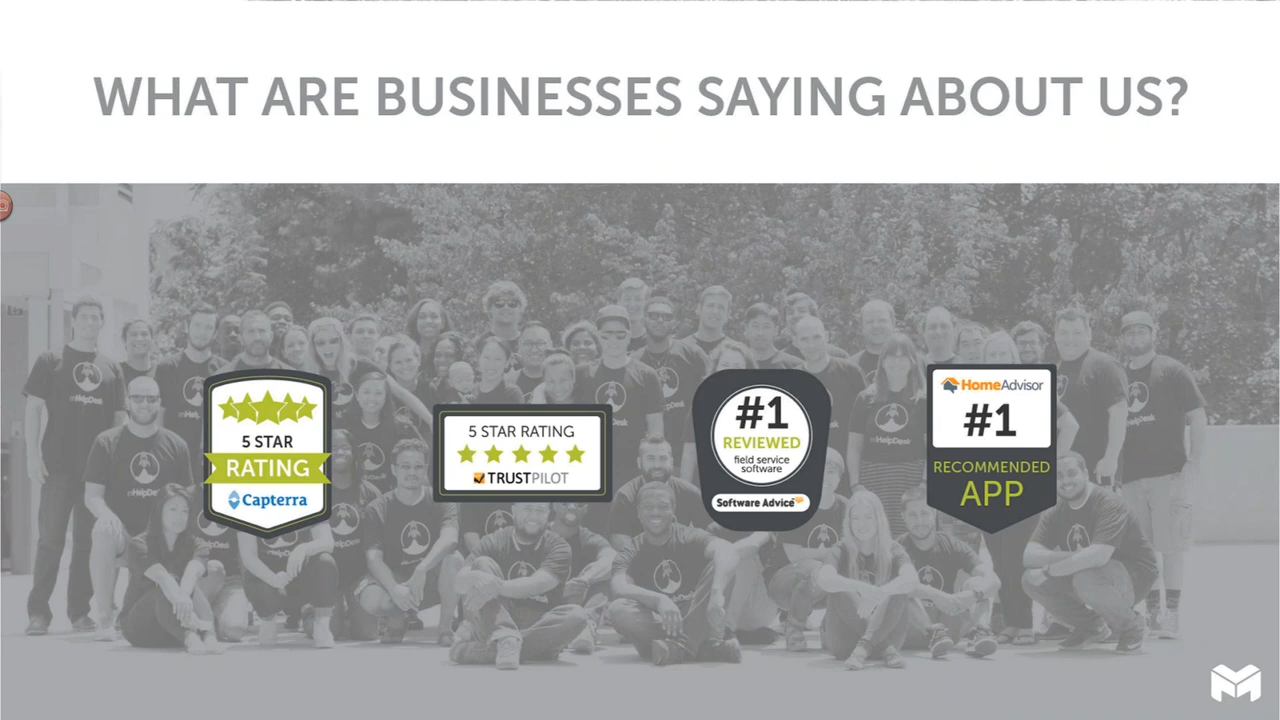 WHAT ARE BUSINESSES SAYING ABOUT US?
5 STAR
RATING
Capterra
5 STAR RATING
TRUSTPILOT
#1
REVIEWED
field service
software
Software Advice
HomeAdvisor
#1
RECOMMENDED
APP
mHelpDesk